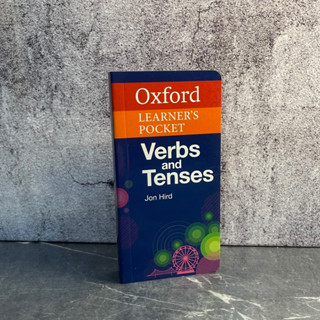 Oxford
LEARNER'S
POCKET
Verbs
and
Tenses
Jon Hird